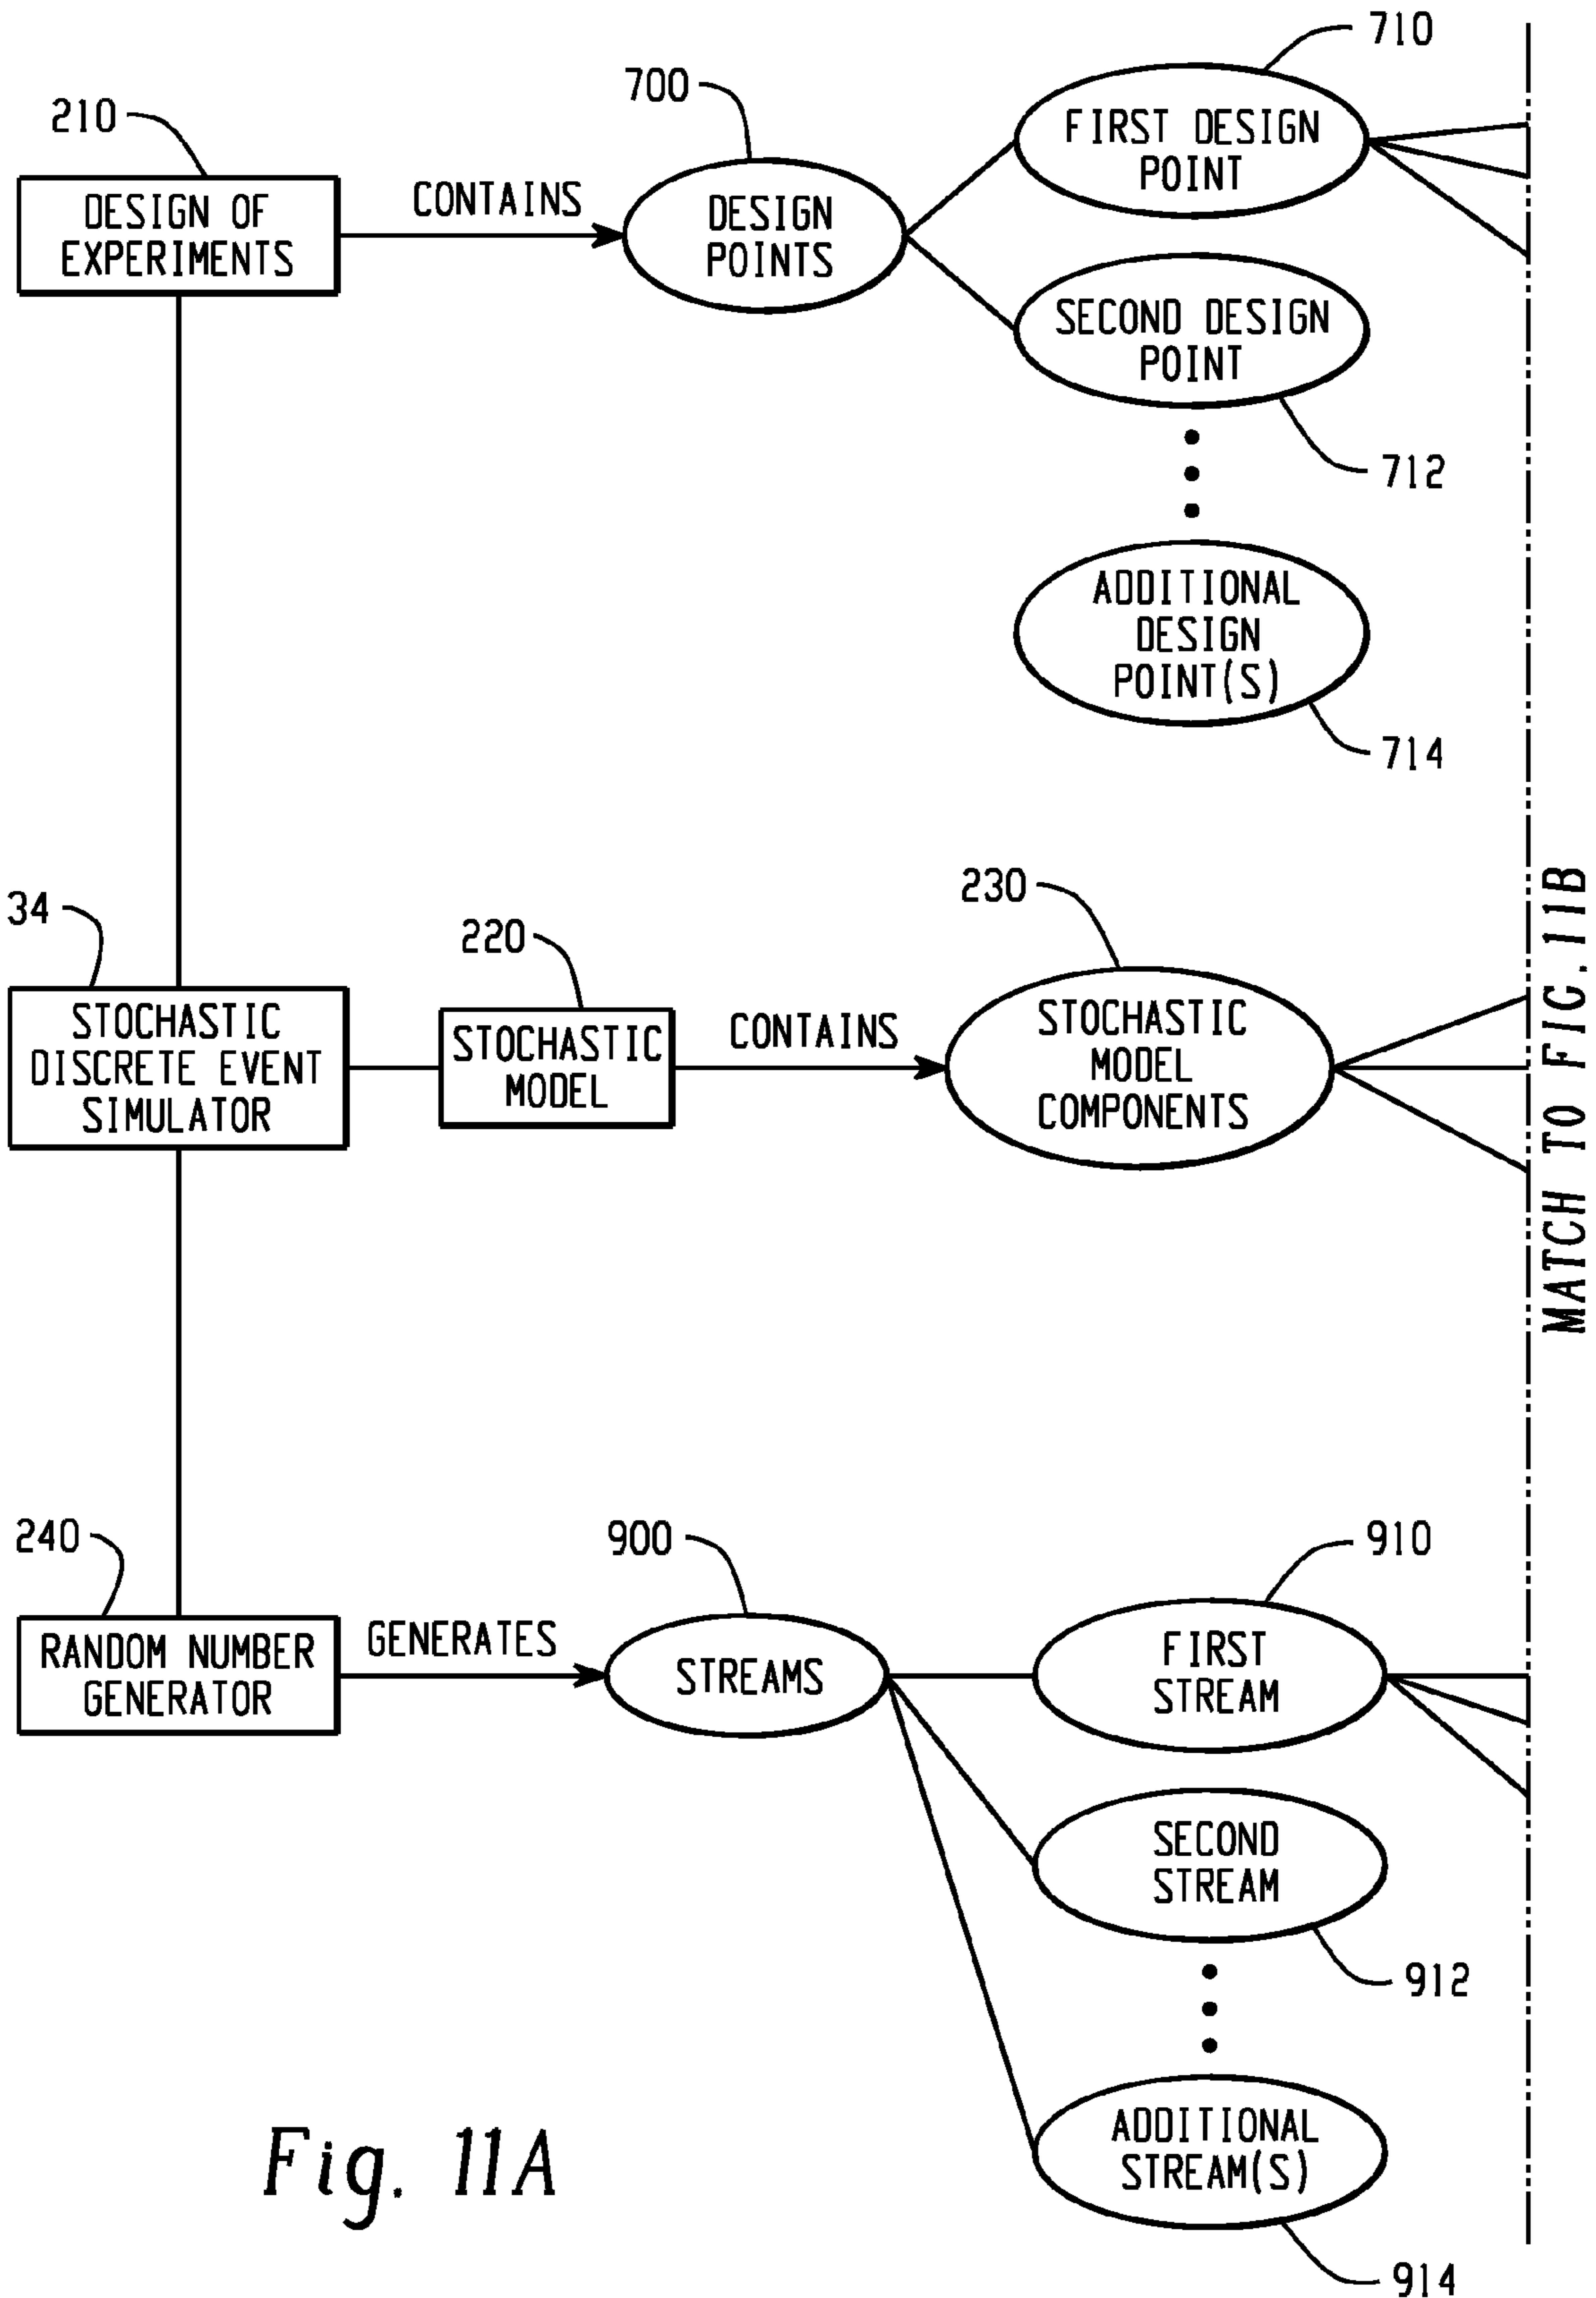 710
700
210
FIRST DESIGN
POINT
CONTAINS
DESIGN OF
EXPERIMENTS
DESIGN
POINTS
SECOND DESIGN
POINT
712
ADDITIONAL
DESIGN
POINT(S)
714
34
220
230
STOCHASTIC
DISCRETE EVENT
SIMULATOR
STOCHASTIC
MODEL
CONTAINS
STOCHASTIC
MODEL
COMPONENTS
MATCH TO FIG. 11B
240
900
910
RANDOM NUMBER
GENERATOR
GENERATES
STREAMS
FIRST
STREAM
SECOND
STREAM
912
ADDITIONAL
STREAM(S)
914
Fig. 11A